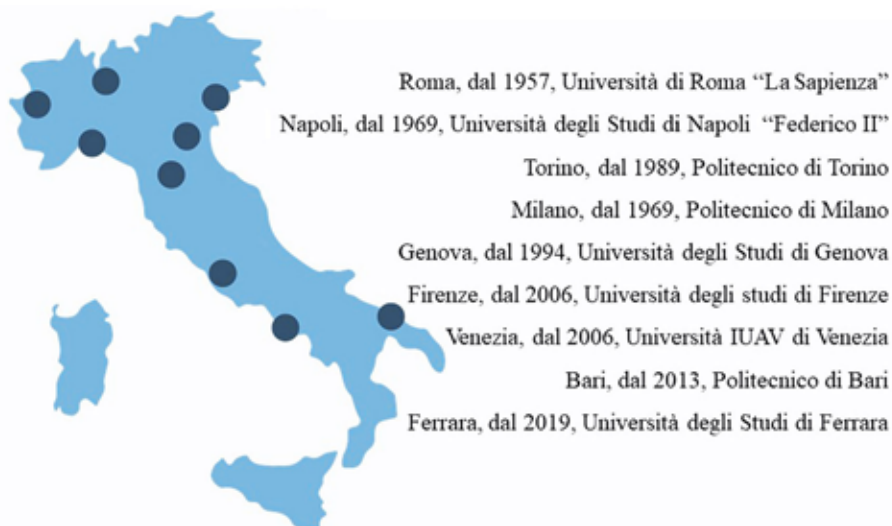 Roma, dal 1957, Università di Roma “La Sapienza”
Napoli, dal 1969, Università degli Studi di Napoli “Federico II”
Torino, dal 1989, Politecnico di Torino
Milano, dal 1969, Politecnico di Milano
Genova, dal 1994, Università degli Studi di Genova
Firenze, dal 2006, Università degli studi di Firenze
Venezia, dal 2006, Università IUAV di Venezia
Bari, dal 2013, Politecnico di Bari
Ferrara, dal 2019, Università degli Studi di Ferrara